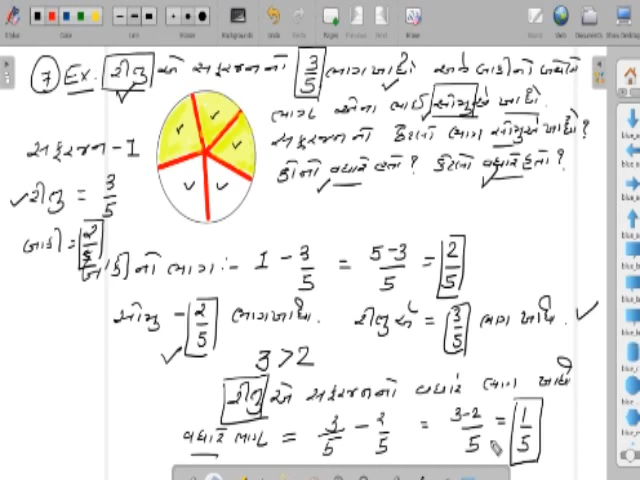 7 Ex. રીતુ એ સફરજનનો 3/5 ભાગ ખાધો અને બાકીનો વધેલો
ભાગ એના ભાઈ સોમુએ ખાધો.
સફરજનનો કેટલો ભાગ સોમુએ ખાધો?
કોનો વધારે હતો? કેટલો વધારે હતો?
સફરજન - 1
રીતુ = 3/5
બાકી = 2/5
બાકીનો ભાગ :- 1 - 3/5 = 5-3/5 = 2/5
સોમુ - 2/5 ભાગ ખાધો. રીતુએ = 3/5 ભાગ ખાધો.
3 > 2
રીતુ એ સફરજનનો વધારે ભાગ ખાધો
વધારે ભાગ = 3/5 - 2/5 = 3-2/5 = 1/5